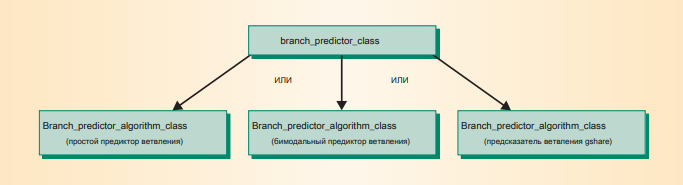 branch_predictor_class
ИЛИ ИЛИ
Branch_predictor_algorithm_class
(простой предиктор ветвления)
Branch_predictor_algorithm_class
(бимодальный предиктор ветвления)
Branch_predictor_algorithm_class
(предсказатель ветвления gshare)